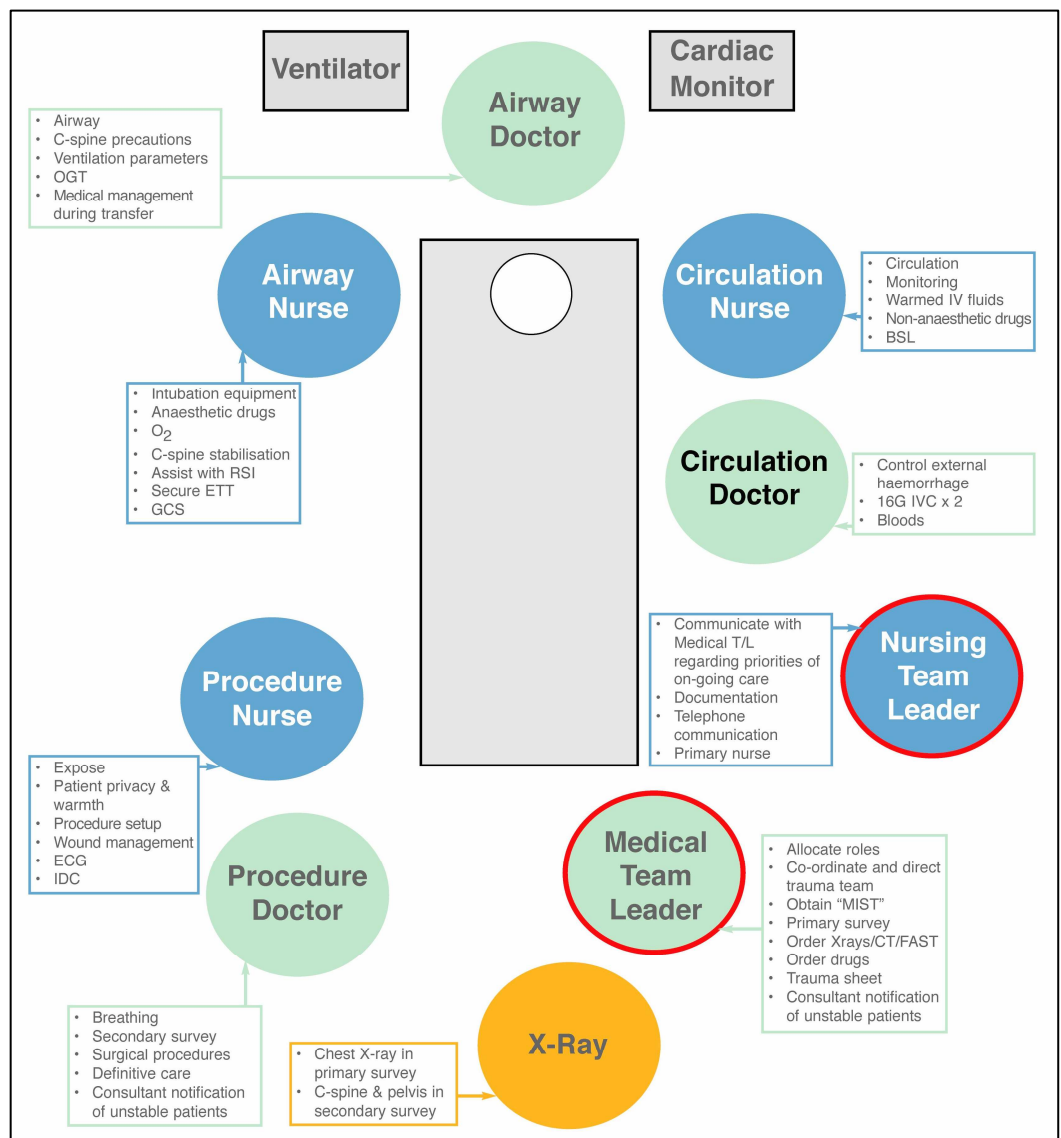 Ventilator
Cardiac
Monitor
Airway
Doctor
• Airway
• C-spine precautions
• Ventilation parameters
• OGT
• Medical management
during transfer
Airway
Nurse
Circulation
Nurse
• Circulation
• Monitoring
• Warmed IV fluids
• Non-anaesthetic drugs
• BSL
• Intubation equipment
• Anaesthetic drugs
• O2
• C-spine stabilisation
• Assist with RSI
• Secure ETT
• GCS
Circulation
Doctor
• Control external
haemorrhage
• 16G IVC x 2
• Bloods
• Communicate with
Medical T/L
regarding priorities of
on-going care
• Documentation
• Telephone
communication
• Primary nurse
Nursing
Team
Leader
Procedure
Nurse
• Expose
• Patient privacy &
warmth
• Procedure setup
• Wound management
• ECG
• IDC
Procedure
Doctor
Medical
Team
Leader
• Allocate roles
• Co-ordinate and direct
trauma team
• Obtain “MIST”
• Primary survey
• Order Xrays/CT/FAST
• Order drugs
• Trauma sheet
• Consultant notification
of unstable patients
• Breathing
• Secondary survey
• Surgical procedures
• Definitive care
• Consultant notification
of unstable patients
X-Ray
• Chest X-ray in
primary survey
• C-spine & pelvis in
secondary survey